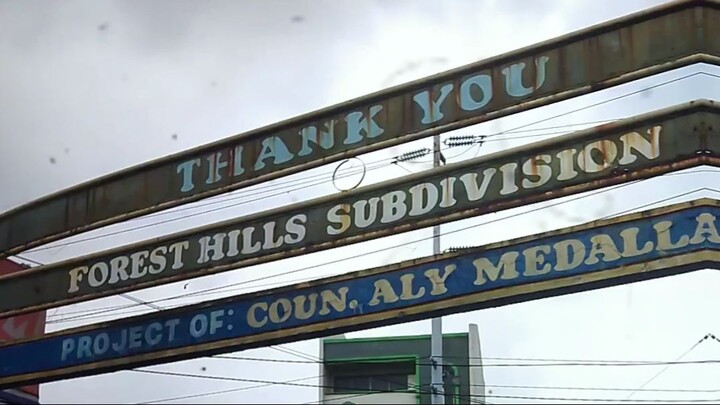 THANK YOU
FOREST HILLS SUBDIVISION
PROJECT OF: COUN. ALY MEDALLA